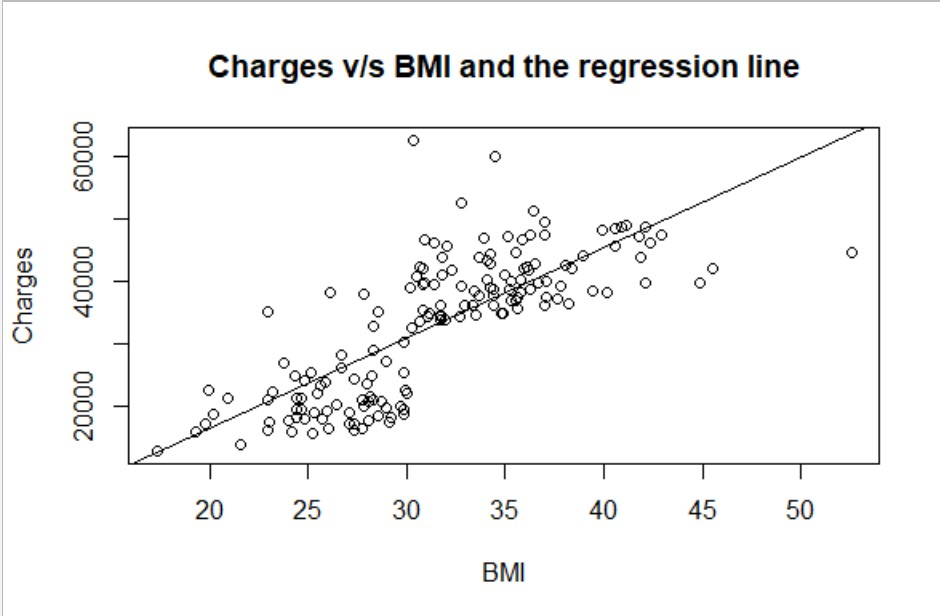 Charges v/s BMI and the regression line
60000
40000
20000
Charges
20 25 30 35 40 45 50
BMI